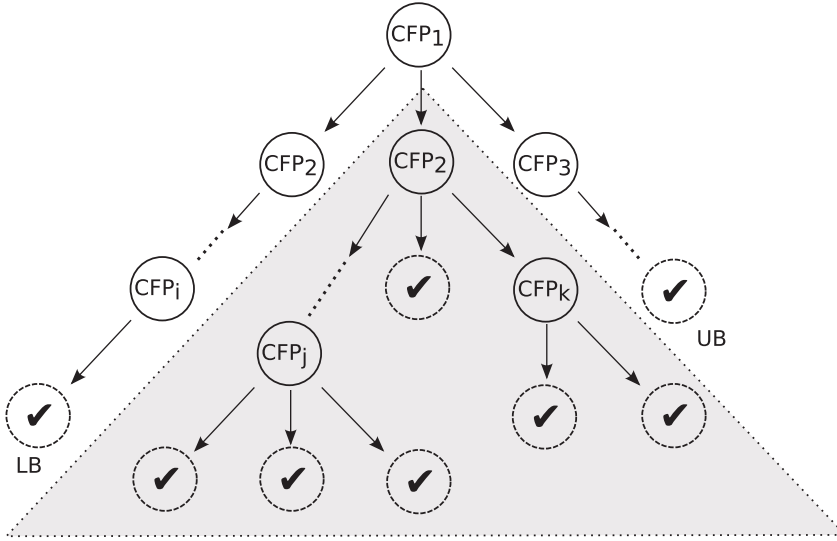 CFP1
CFP2 CFP2 CFP3
CFPi ✔ CFPk ✔
UB
CFPj
✔ ✔ ✔
LB
✔ ✔ ✔